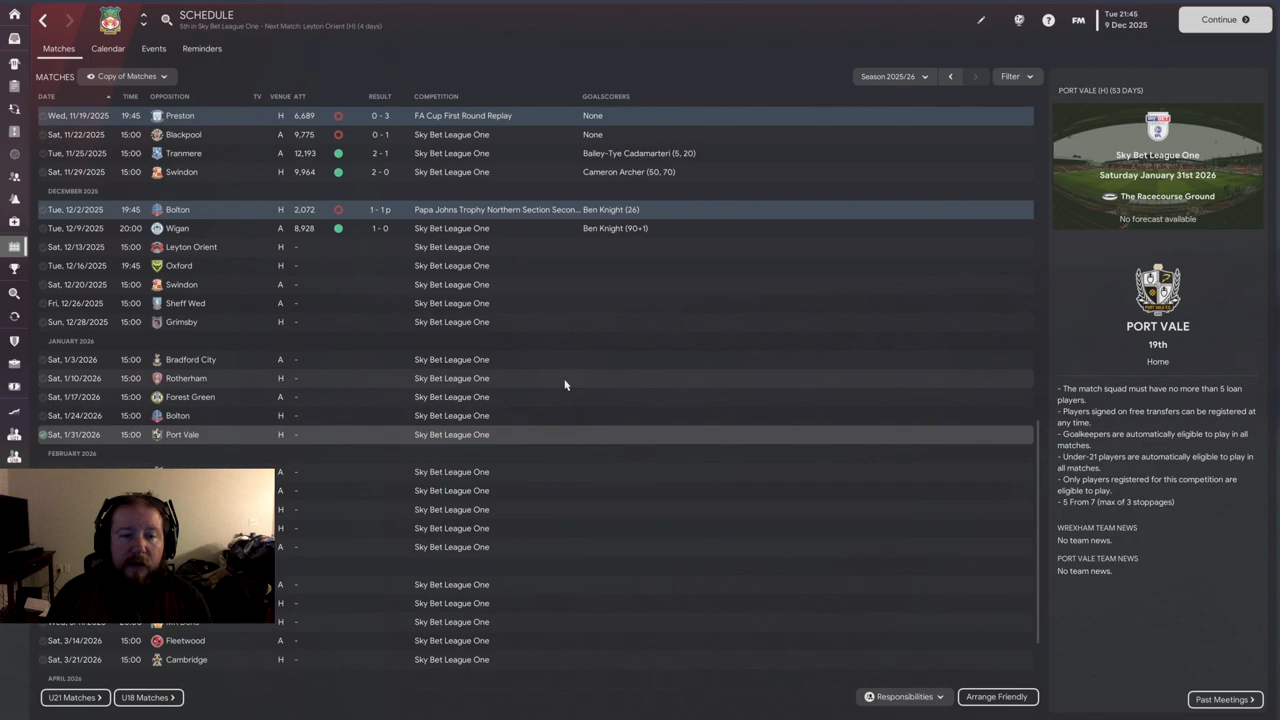 SCHEDULE
5th in Sky Bet League One - Next Match: Leyton Orient (H) (4 days)
FM
Tue 21:45
9 Dec 2025
Continue
Matches Calendar Events Reminders
MATCHES Copy of Matches Season 2025/26 Filter
DATE TIME OPPOSITION TV VENUE ATT RESULT COMPETITION GOALSCORERS
Wed, 11/19/2025 19:45 Preston H 6,689 0 - 3 FA Cup First Round Replay None
Sat, 11/22/2025 15:00 Blackpool A 9,775 0 - 1 Sky Bet League One None
Tue, 11/25/2025 15:00 Tranmere A 12,193 2 - 1 Sky Bet League One Bailey-Tye Cadamarteri (5, 20)
Sat, 11/29/2025 15:00 Swindon H 9,964 2 - 0 Sky Bet League One Cameron Archer (50, 70)
DECEMBER 2025
Tue, 12/2/2025 19:45 Bolton H 2,072 1 - 1 p Papa Johns Trophy Northern Section Secon... Ben Knight (26)
Tue, 12/9/2025 20:00 Wigan A 8,928 1 - 0 Sky Bet League One Ben Knight (90+1)
Sat, 12/13/2025 15:00 Leyton Orient H - Sky Bet League One
Tue, 12/16/2025 19:45 Oxford H - Sky Bet League One
Sat, 12/20/2025 15:00 Swindon A - Sky Bet League One
Fri, 12/26/2025 15:00 Sheff Wed A - Sky Bet League One
Sun, 12/28/2025 15:00 Grimsby H - Sky Bet League One
JANUARY 2026
Sat, 1/3/2026 15:00 Bradford City A - Sky Bet League One
Sat, 1/10/2026 15:00 Rotherham H - Sky Bet League One
Sat, 1/17/2026 15:00 Forest Green A - Sky Bet League One
Sat, 1/24/2026 15:00 Bolton H - Sky Bet League One
Sat, 1/31/2026 15:00 Port Vale H - Sky Bet League One
FEBRUARY 2026
A - Sky Bet League One
A - Sky Bet League One
H - Sky Bet League One
H - Sky Bet League One
A - Sky Bet League One
A - Sky Bet League One
H - Sky Bet League One
H - Sky Bet League One
Sat, 3/14/2026 15:00 Fleetwood A - Sky Bet League One
Sat, 3/21/2026 15:00 Cambridge H - Sky Bet League One
APRIL 2026
U21 Matches U18 Matches Responsibilities Arrange Friendly
PORT VALE (H) (53 DAYS)
SKY BET
EFL
Sky Bet League One
Saturday January 31st 2026
The Racecourse Ground
No forecast available
PORT VALE
19th
Home
- The match squad must have no more than 5 loan
players.
- Players signed on free transfers can be registered at
any time.
- Goalkeepers are automatically eligible to play in all
matches.
- Under-21 players are automatically eligible to play in
all matches.
- Only players registered for this competition are
eligible to play.
- 5 From 7 (max of 3 stoppages)
WREXHAM TEAM NEWS
No team news.
PORT VALE TEAM NEWS
No team news.
Past Meetings